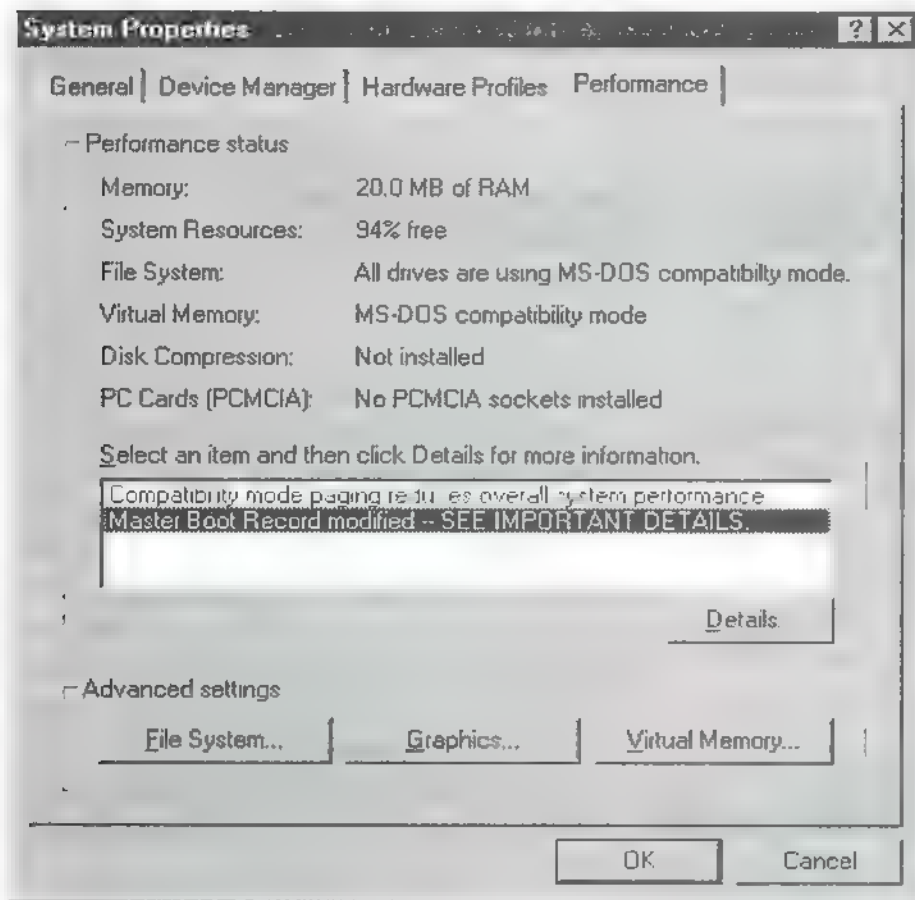 System Properties ? ×
General Device Manager Hardware Profiles Performance
Performance status
Memory: 20.0 MB of RAM
System Resources: 94% free
File System: All drives are using MS-DOS compatibilty mode.
Virtual Memory: MS-DOS compatibility mode
Disk Compression: Not installed
PC Cards (PCMCIA): No PCMCIA sockets installed
Select an item and then click Details for more information.
Compatibility mode paging reduces overall system performance
Master Boot Record modified -- SEE IMPORTANT DETAILS.
Details
Advanced settings
File System... Graphics... Virtual Memory...
OK Cancel